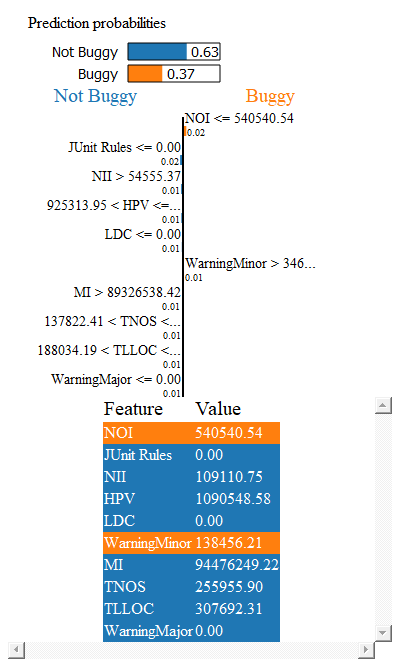 Prediction probabilities
Not Buggy 0.63
Buggy 0.37
Not Buggy Buggy
NOI <= 540540.54
0.02
JUnit Rules <= 0.00
0.02
NII > 54555.37
0.01
925313.95 < HPV <=...
0.01
LDC <= 0.00
0.01
WarningMinor > 346...
0.01
MI > 89326538.42
0.01
137822.41 < TNOS <...
0.01
188034.19 < TLLOC <...
0.01
WarningMajor <= 0.00
0.01
Feature Value
NOI 540540.54
JUnit Rules 0.00
NII 109110.75
HPV 1090548.58
LDC 0.00
WarningMinor 138456.21
MI 94476249.22
TNOS 255955.90
TLLOC 307692.31
WarningMajor 0.00